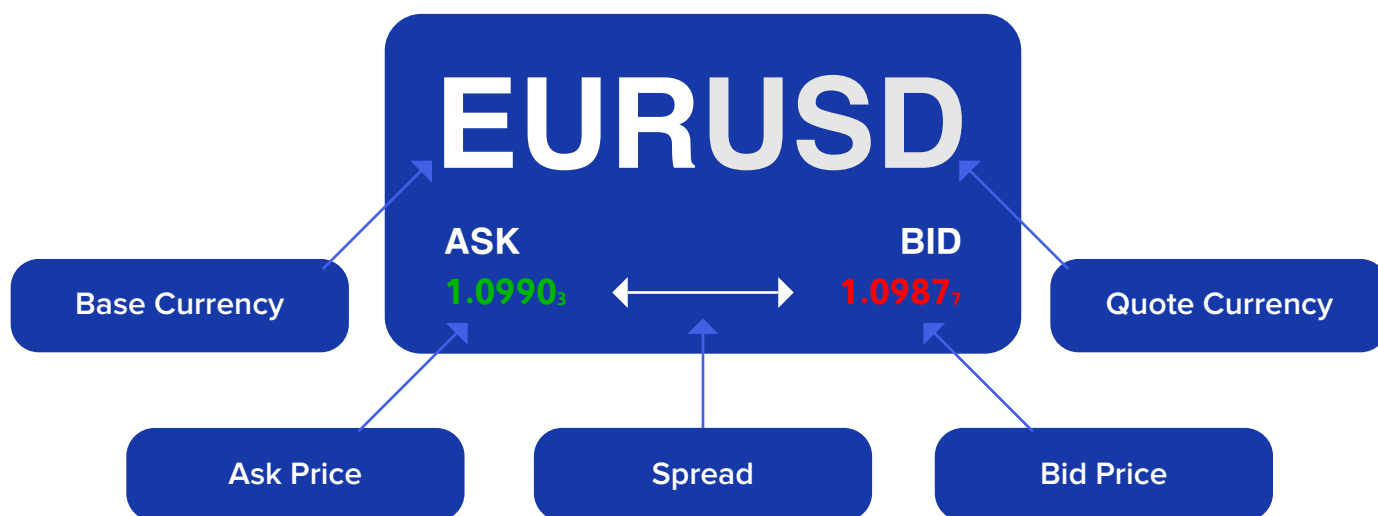 EURUSD
ASK BID
1.09903 1.09877
Base Currency Quote Currency
Ask Price Spread Bid Price